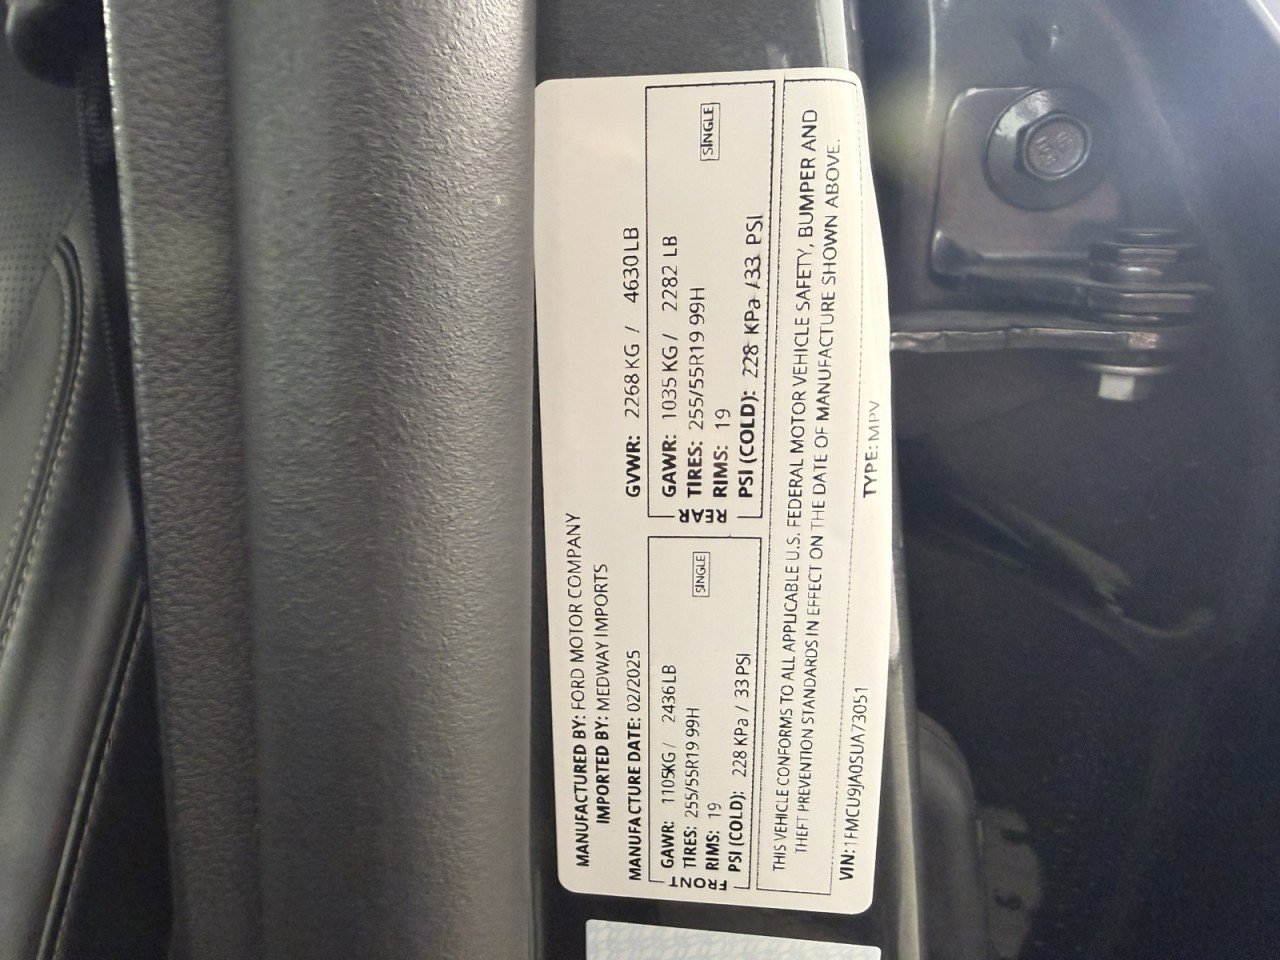 MANUFACTURED BY: FORD MOTOR COMPANY
IMPORTED BY: MEDWAY IMPORTS
MANUFACTURE DATE: 02/2025
GVWR: 2268 KG / 4630 LB
FRONT
GAWR: 1105KG / 2436 LB
TIRES: 255/55R19 99H
RIMS: 19
PSI (COLD): 228 KPa / 33 PSI
SINGLE
REAR
GAWR: 1035 KG / 2282 LB
TIRES: 255/55R19 99H
RIMS: 19
PSI (COLD): 228 KPa /33 PSI
SINGLE
THIS VEHICLE CONFORMS TO ALL APPLICABLE U.S. FEDERAL MOTOR VEHICLE SAFETY, BUMPER AND
THEFT PREVENTION STANDARDS IN EFFECT ON THE DATE OF MANUFACTURE SHOWN ABOVE.
VIN: 1FMCU9JA0SUA73051
TYPE: MPV